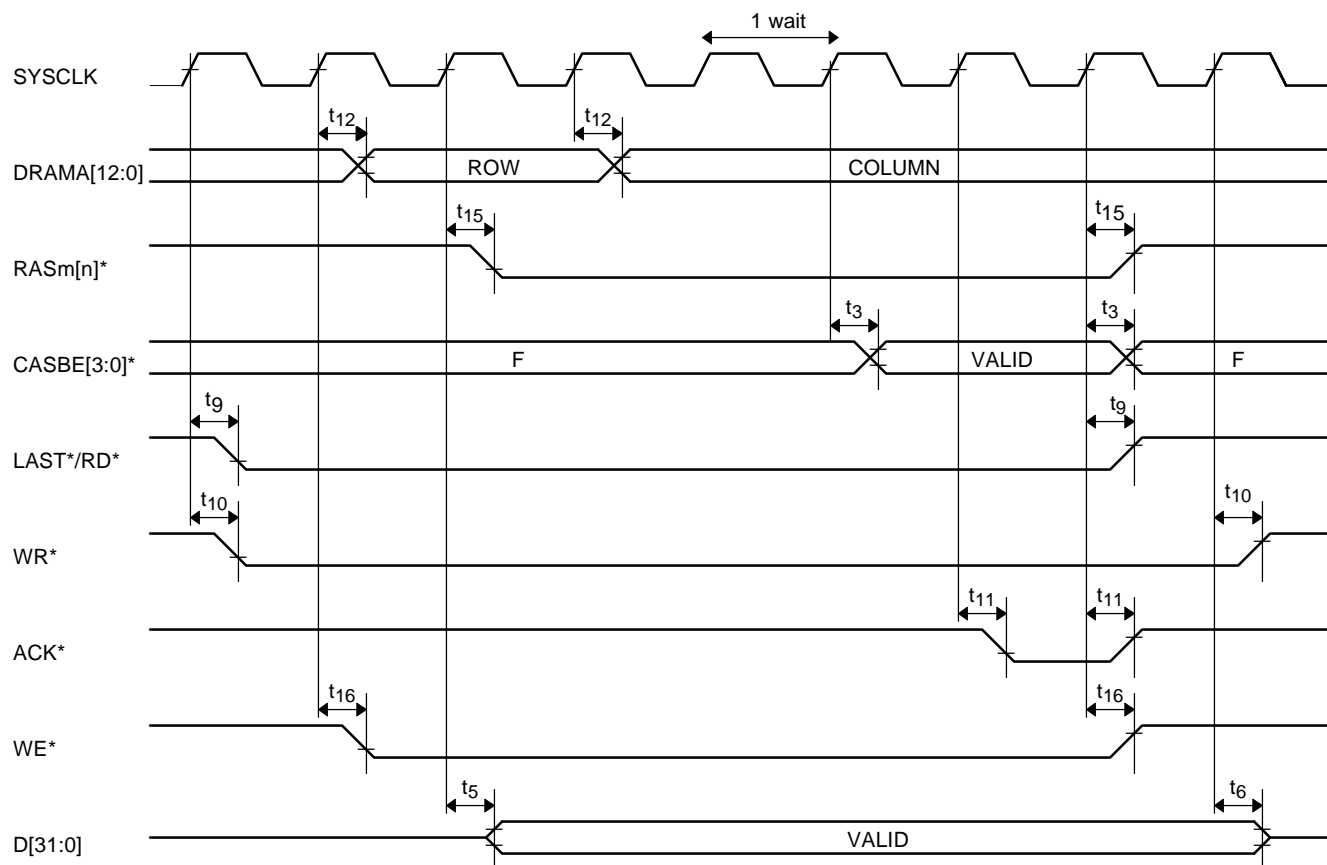 1 wait
SYSCLK
t12 t12
DRAMA[12:0] ROW COLUMN
t15 t15
RASm[n]*
t3 t3
CASBE[3:0]* F VALID F
t9 t9
LAST*/RD*
t10 t10
WR*
t11 t11
ACK*
t16 t16
WE*
t5 t6
D[31:0] VALID